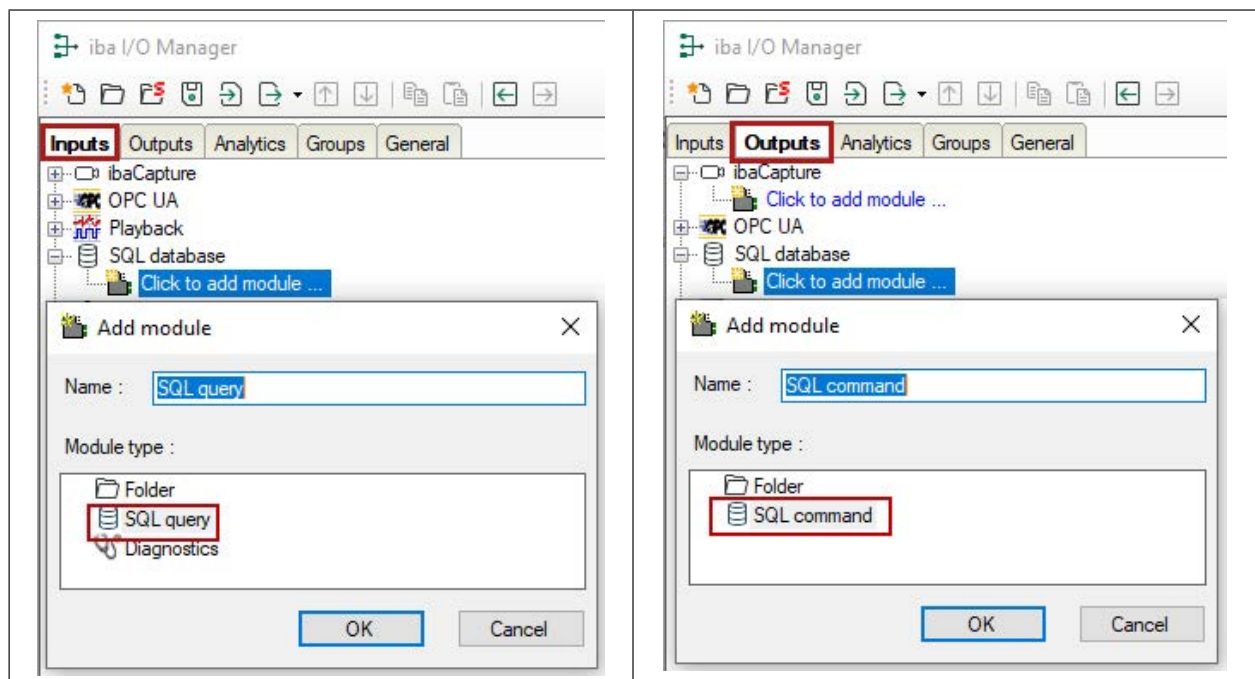 iba I/O Manager
Inputs Outputs Analytics Groups General
ibaCapture
OPC UA
Playback
SQL database
Click to add module ...
Add module
Name : SQL query
Module type :
Folder
SQL query
Diagnostics
OK Cancel
iba I/O Manager
Inputs Outputs Analytics Groups General
ibaCapture
Click to add module ...
OPC UA
SQL database
Click to add module ...
Add module
Name : SQL command
Module type :
Folder
SQL command
OK Cancel